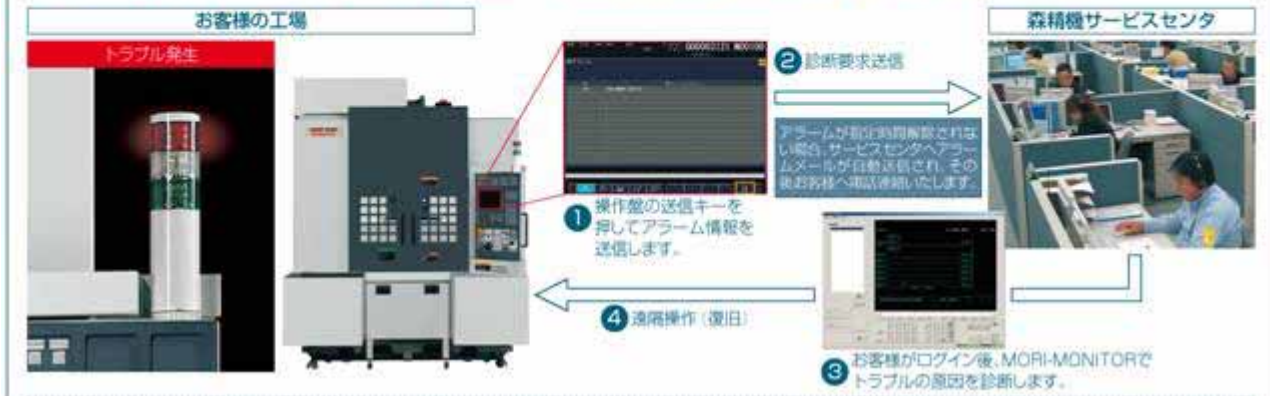 お客様の工場
森精機サービスセンタ
トラブル発生
❷ 診断要求送信
アラームが指定時間解除されな
い場合、サービスセンタへアラー
ムメールが自動送信され、その
後お客様へ電話連絡いたします。
❶ 操作盤の送信キーを
押してアラーム情報を
送信します。
❹ 遠隔操作（復旧）
❸ お客様がログイン後、MORI-MONITORで
トラブルの原因を診断します。